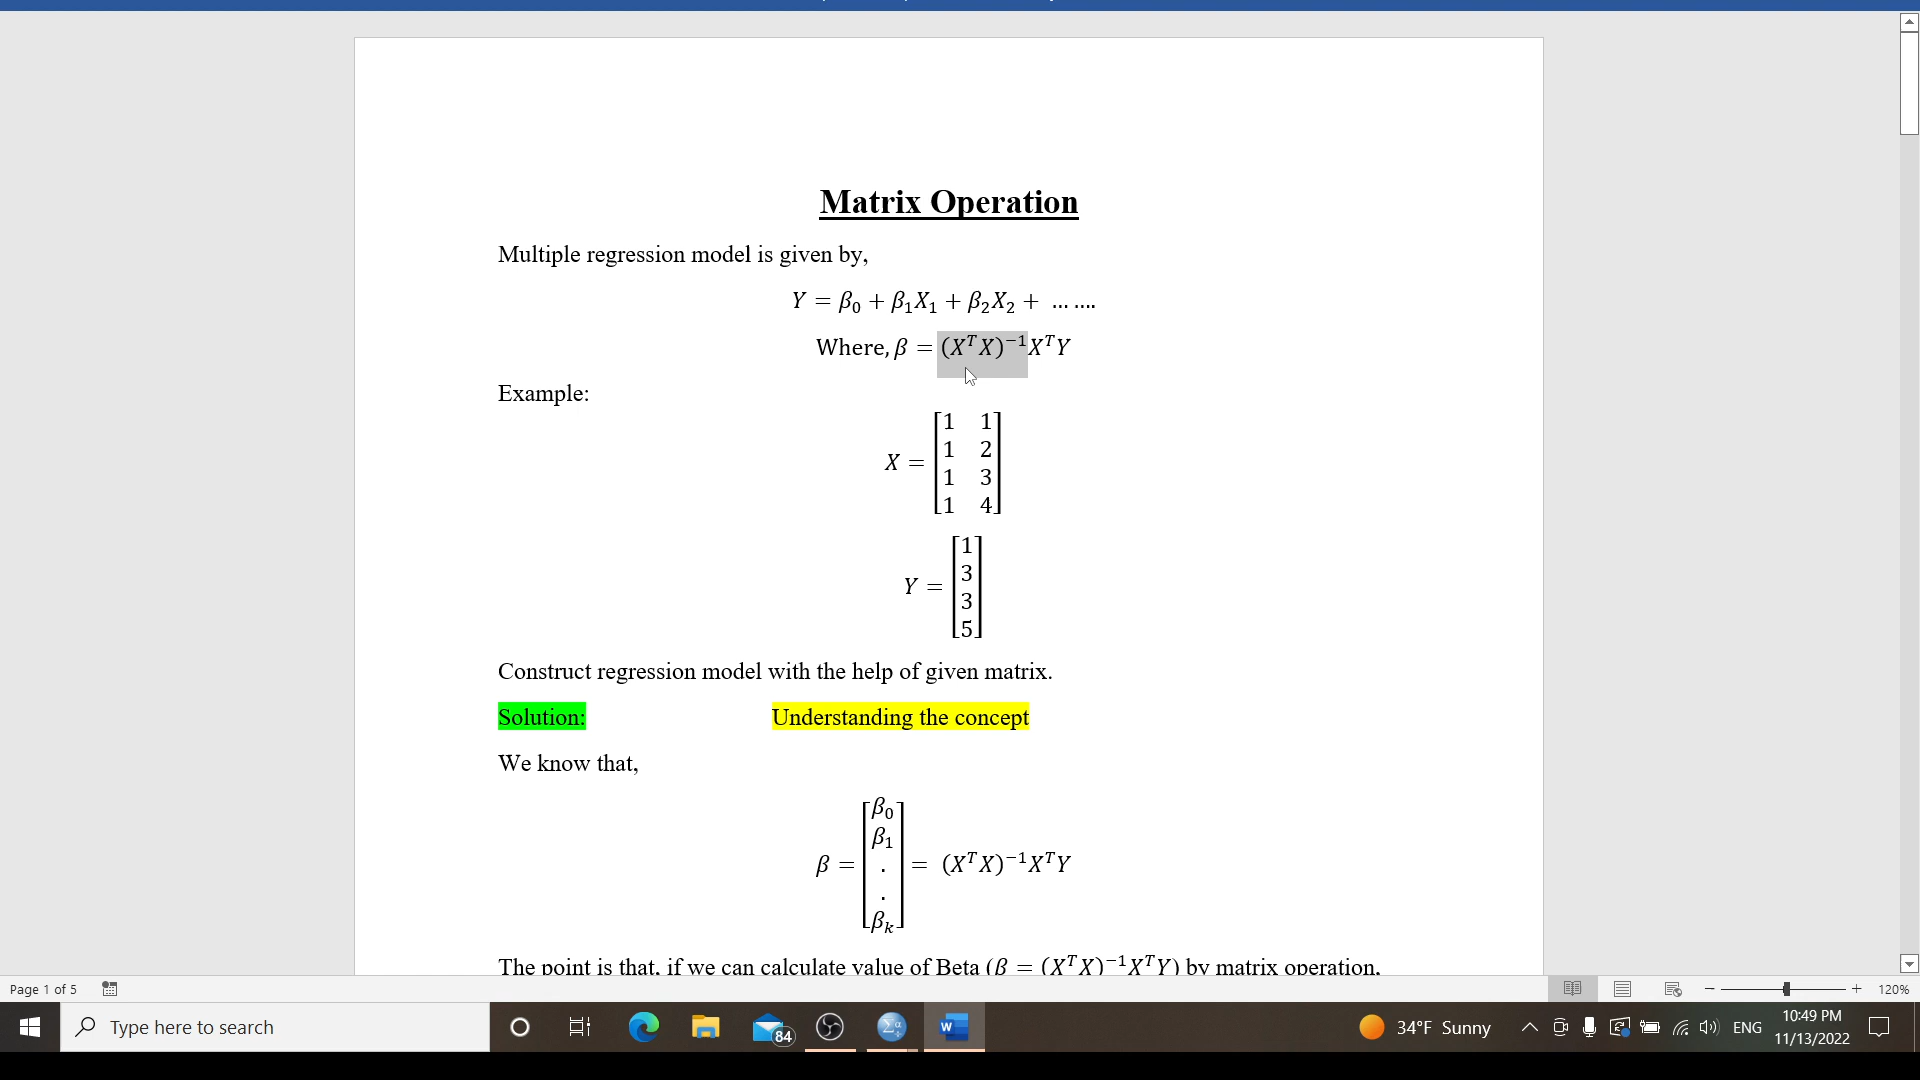 Matrix Operation
Multiple regression model is given by,
Y = β₀ + β₁X₁ + β₂X₂ + … ….
Where, β = (XᵀX)⁻¹XᵀY
Example:
X = [1 1
1 2
1 3
1 4]
Y = [1
3
3
5]
Construct regression model with the help of given matrix.
Solution: Understanding the concept
We know that,
β = [β₀
β₁
.
.
βₖ] = (XᵀX)⁻¹XᵀY
The point is that, if we can calculate value of Beta (β = (XᵀX)⁻¹XᵀY) by matrix operation,
Page 1 of 5
120%
Type here to search
84
34°F Sunny
ENG
10:49 PM
11/13/2022